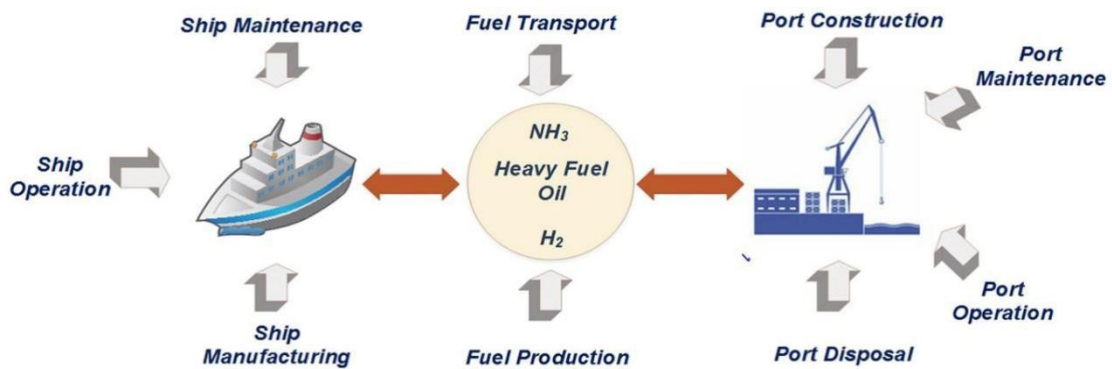 Ship Maintenance
Fuel Transport
Port Construction
Port
Maintenance
Ship
Operation
NH₃
Heavy Fuel
Oil
H₂
Port
Operation
Ship
Manufacturing
Fuel Production
Port Disposal